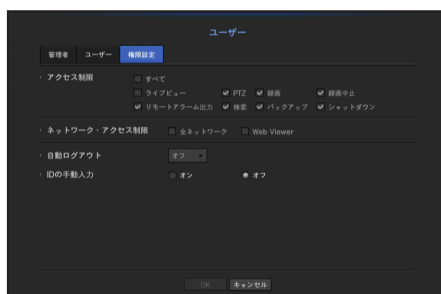 ユーザー
管理者 ユーザー 権限設定
アクセス制限 すべて
ライブビュー PTZ 録画 録画中止
リモートアラーム出力 検索 バックアップ シャットダウン
ネットワーク・アクセス制限 全ネットワーク Web Viewer
自動ログアウト オフ
IDの手動入力 オン オフ
OK キャンセル